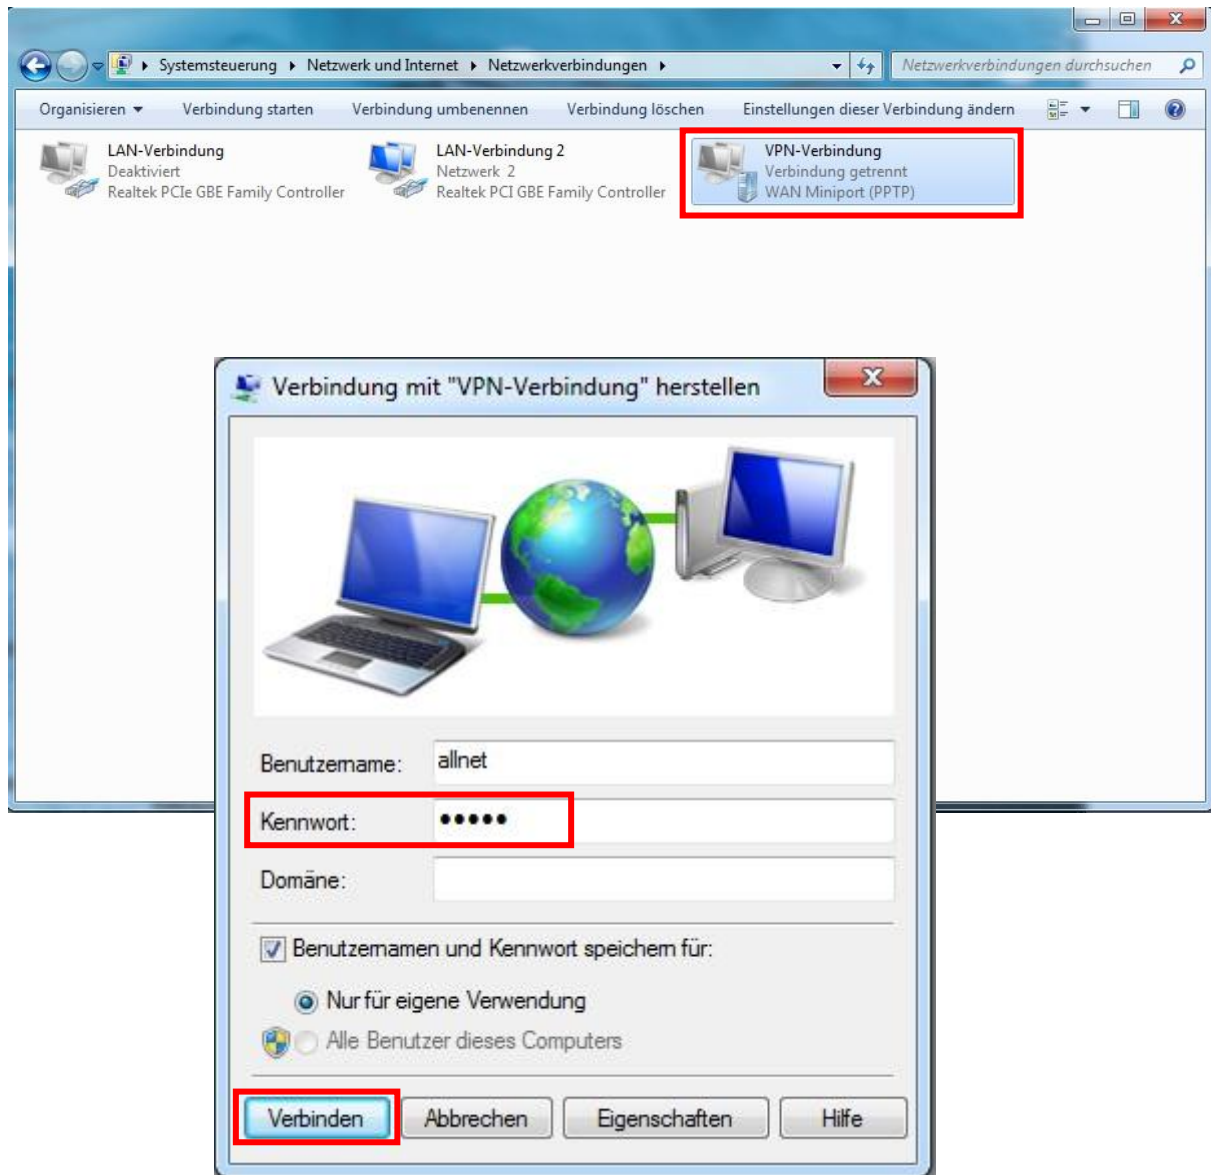 Systemsteuerung ▸ Netzwerk und Internet ▸ Netzwerkverbindungen ▸
Netzwerkverbindungen durchsuchen
Organisieren Verbindung starten Verbindung umbenennen Verbindung löschen Einstellungen dieser Verbindung ändern
LAN-Verbindung
Deaktiviert
Realtek PCIe GBE Family Controller
LAN-Verbindung 2
Netzwerk 2
Realtek PCI GBE Family Controller
VPN-Verbindung
Verbindung getrennt
WAN Miniport (PPTP)
Verbindung mit "VPN-Verbindung" herstellen
Benutzername: allnet
Kennwort: •••••
Domäne:
Benutzernamen und Kennwort speichern für:
Nur für eigene Verwendung
Alle Benutzer dieses Computers
Verbinden Abbrechen Eigenschaften Hilfe